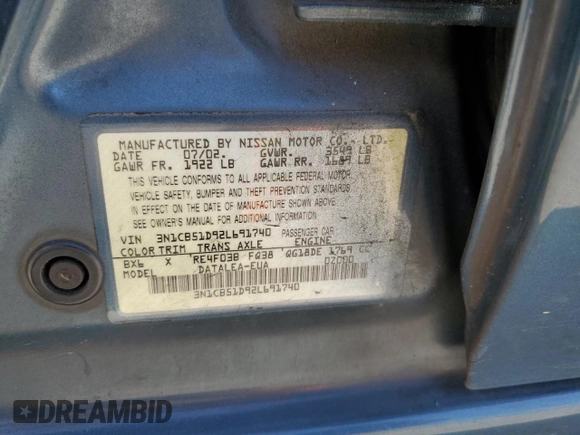 MANUFACTURED BY NISSAN MOTOR CO., LTD.
DATE 07/02. GVWR. 3549 LB
GAWR FR. 1922 LB GAWR RR. 1689 LB
THIS VEHICLE CONFORMS TO ALL APPLICABLE FEDERAL MOTOR
VEHICLE SAFETY, BUMPER AND THEFT PREVENTION STANDARDS
IN EFFECT ON THE DATE OF MANUFACTURE SHOWN ABOVE.
SEE OWNER'S MANUAL FOR ADDITIONAL INFORMATION
VIN 3N1CB51D92L691740 PASSENGER CAR
COLOR TRIM TRANS AXLE ENGINE
BX6 X RE4F03B FQ38 QG18DE 1769 CC
MODEL DATALEA-EUA DZCDO
3N1CB51D92L691740
DREAMBID